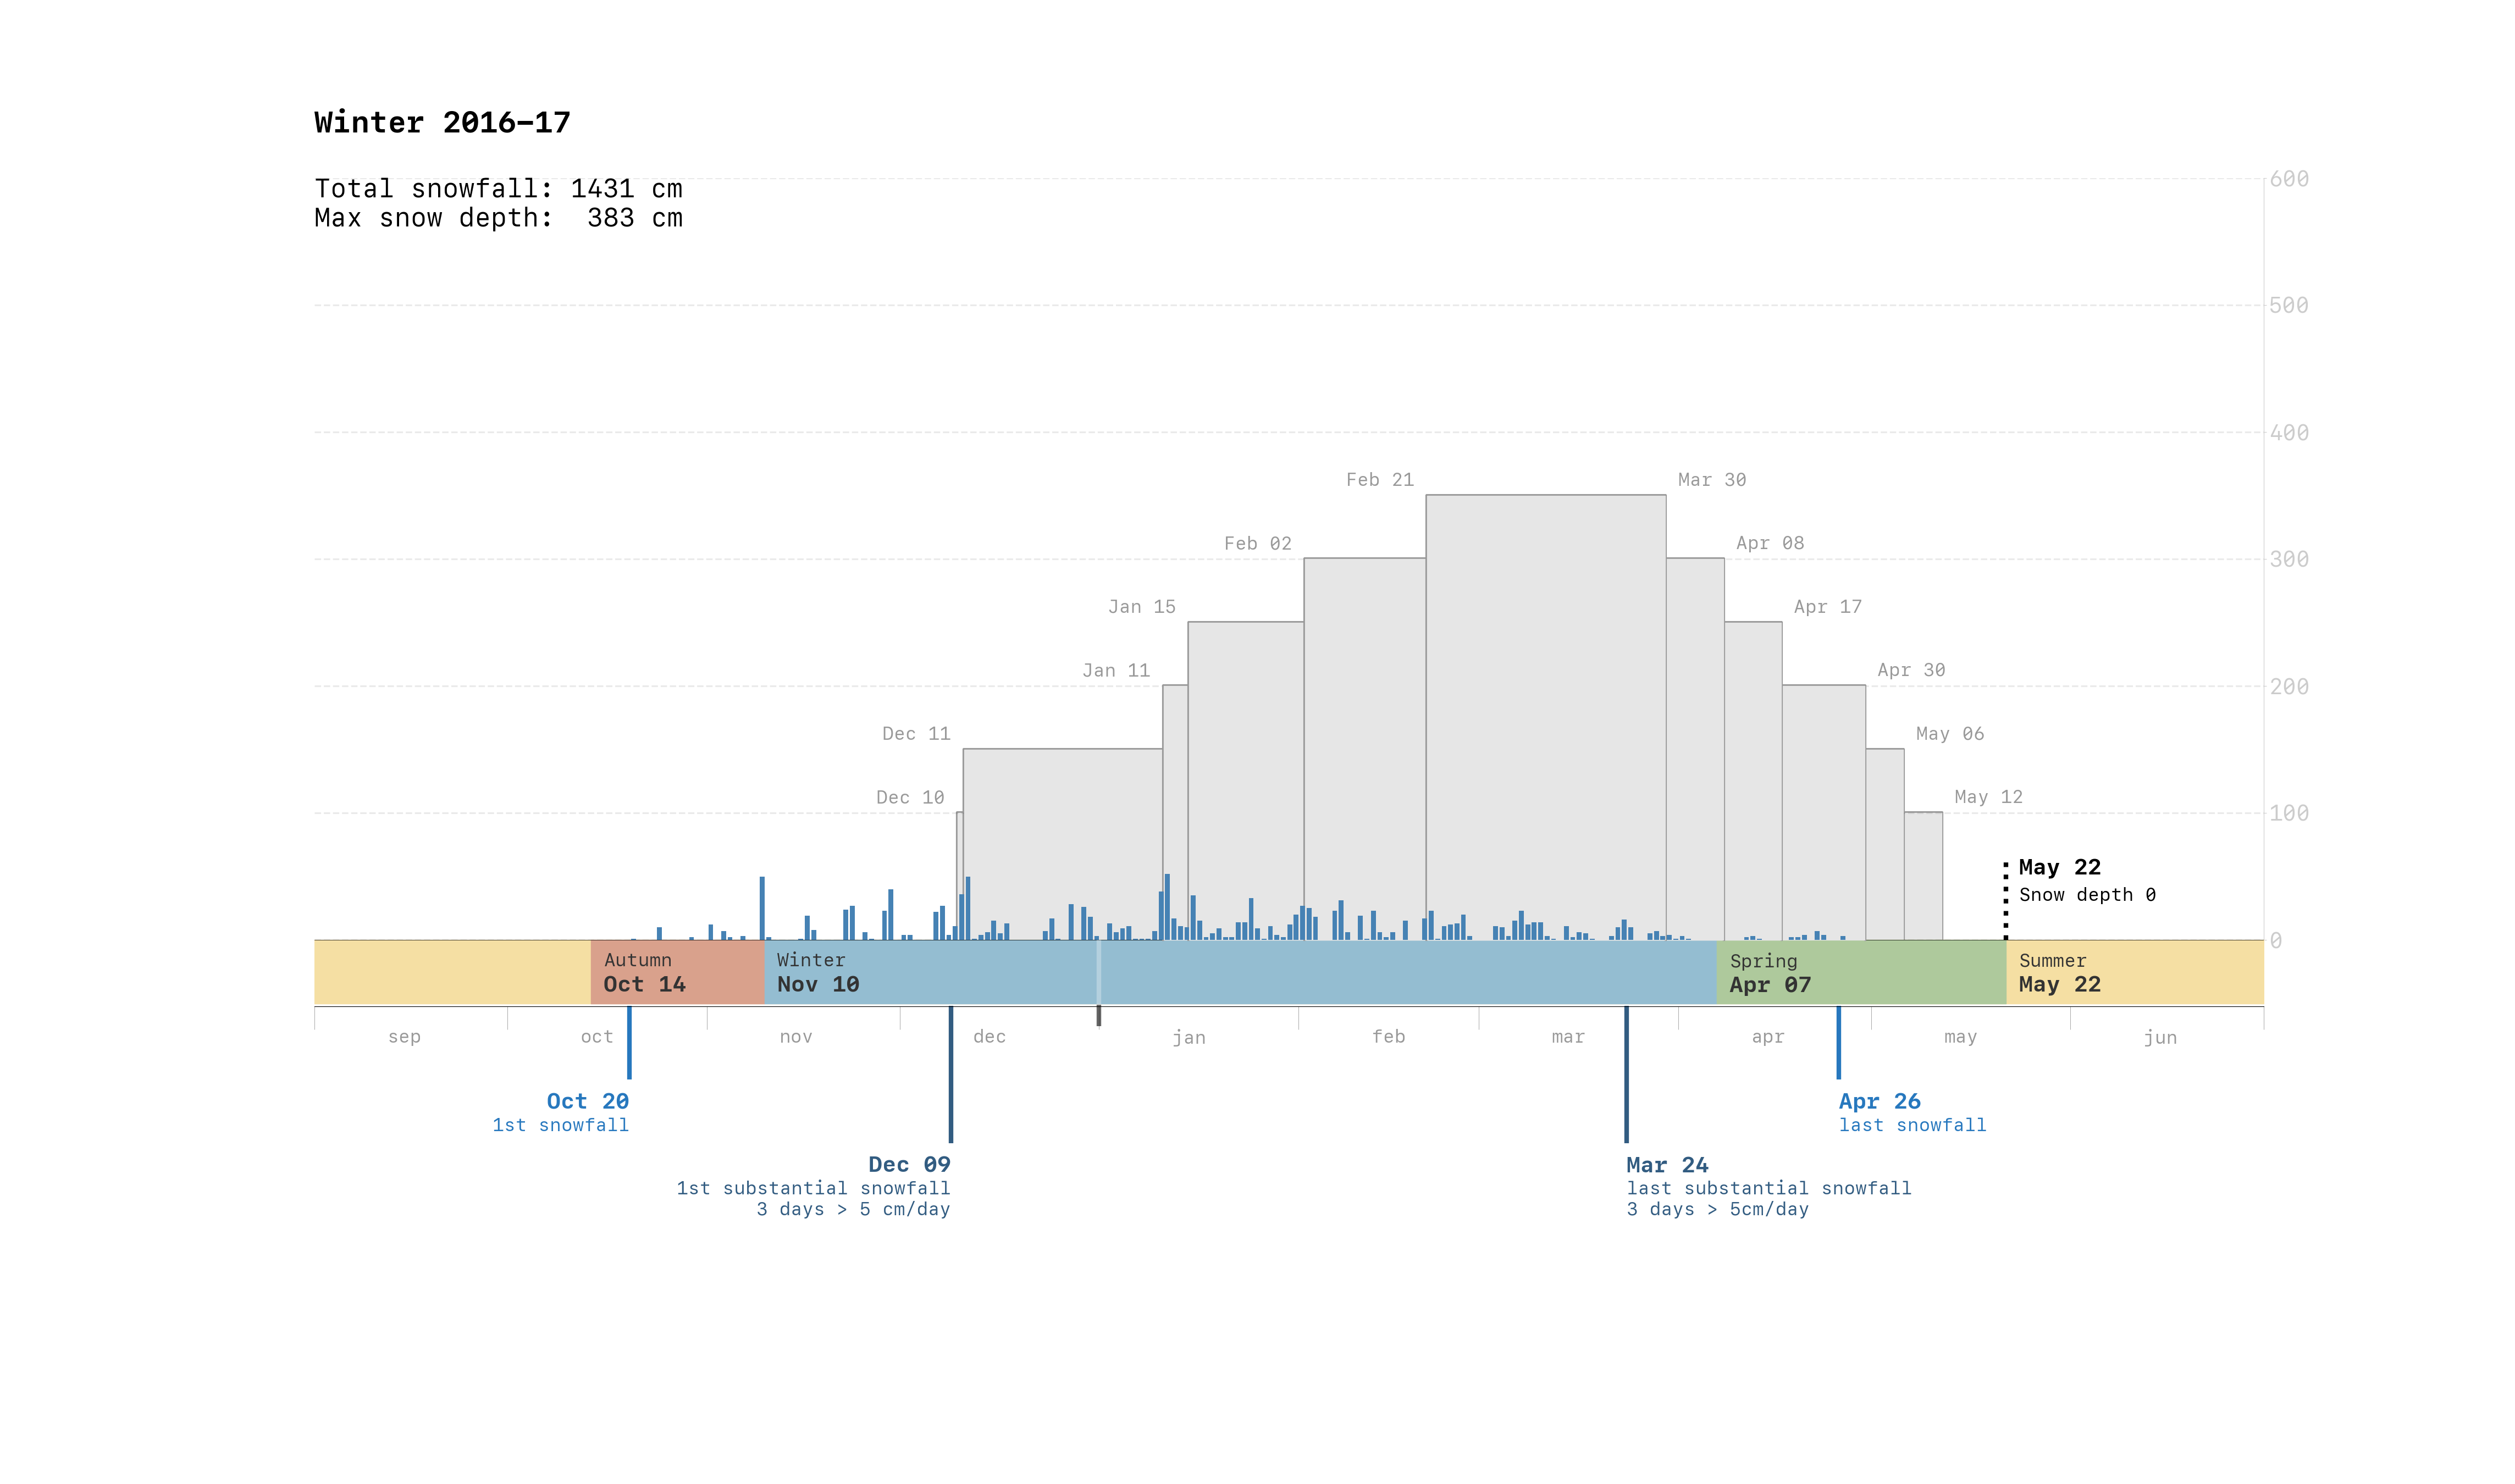 Winter 2016–17
Total snowfall: 1431 cm
Max snow depth: 383 cm
600
500
400
Feb 21
Mar 30
Feb 02
Apr 08
300
Jan 15
Apr 17
Jan 11
Apr 30
200
Dec 11
May 06
Dec 10
May 12
100
May 22
Snow depth 0
0
Autumn
Oct 14
Winter
Nov 10
Spring
Apr 07
Summer
May 22
sep
oct
nov
dec
jan
feb
mar
apr
may
jun
Oct 20
1st snowfall
Apr 26
last snowfall
Dec 09
1st substantial snowfall
3 days > 5 cm/day
Mar 24
last substantial snowfall
3 days > 5cm/day